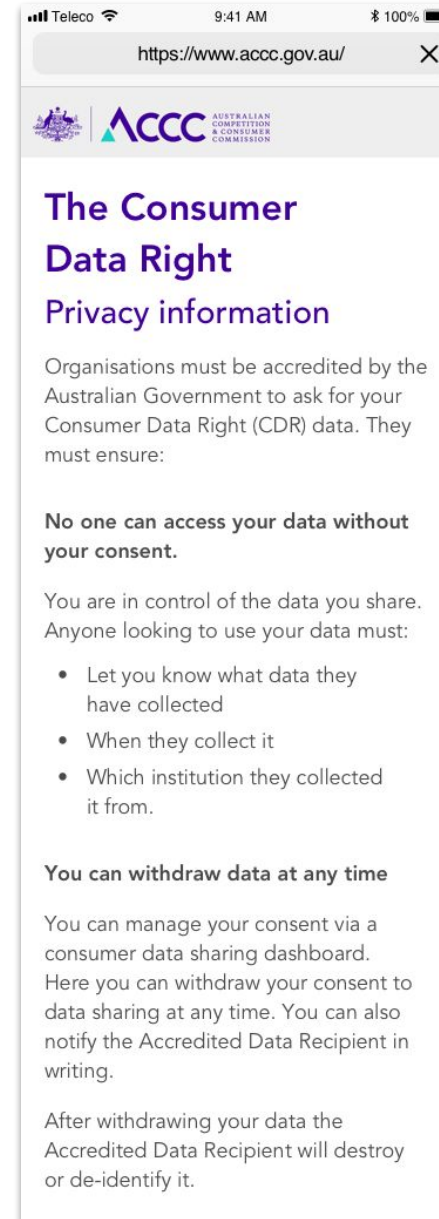 Teleco 9:41 AM 100%
https://www.accc.gov.au/ X
ACCC AUSTRALIAN
COMPETITION
& CONSUMER
COMMISSION
The Consumer
Data Right
Privacy information
Organisations must be accredited by the
Australian Government to ask for your
Consumer Data Right (CDR) data. They
must ensure:
No one can access your data without
your consent.
You are in control of the data you share.
Anyone looking to use your data must:
• Let you know what data they
have collected
• When they collect it
• Which institution they collected
it from.
You can withdraw data at any time
You can manage your consent via a
consumer data sharing dashboard.
Here you can withdraw your consent to
data sharing at any time. You can also
notify the Accredited Data Recipient in
writing.
After withdrawing your data the
Accredited Data Recipient will destroy
or de-identify it.